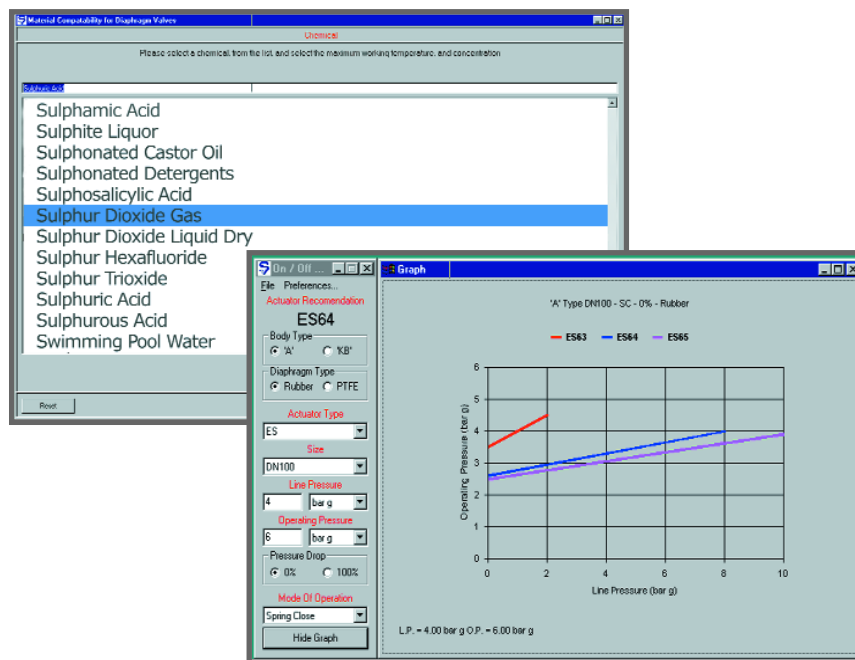 Material Compatability for Diaphragm Valves
Chemical
Please select a chemical, from the list, and select the maximum working temperature, and concentration
Sulphuric Acid
Sulphamic Acid
Sulphite Liquor
Sulphonated Castor Oil
Sulphonated Detergents
Sulphosalicylic Acid
Sulphur Dioxide Gas
Sulphur Dioxide Liquid Dry
Sulphur Hexafluoride
Sulphur Trioxide
Sulphuric Acid
Sulphurous Acid
Swimming Pool Water
Reset
On / Off ...
File Preferences...
Actuator Recomendation
ES64
Body Type
'A' 'KB'
Diaphragm Type
Rubber PTFE
Actuator Type
ES
Size
DN100
Line Pressure
4 bar g
Operating Pressure
6 bar g
Pressure Drop
0% 100%
Mode Of Operation
Spring Close
Hide Graph
Graph
'A' Type DN100 - SC - 0% - Rubber
ES63 ES64 ES65
Operating Pressure (bar g)
6
5
4
3
2
1
0
0 2 4 6 8 10
Line Pressure (bar g)
L.P. = 4.00 bar g O.P. = 6.00 bar g